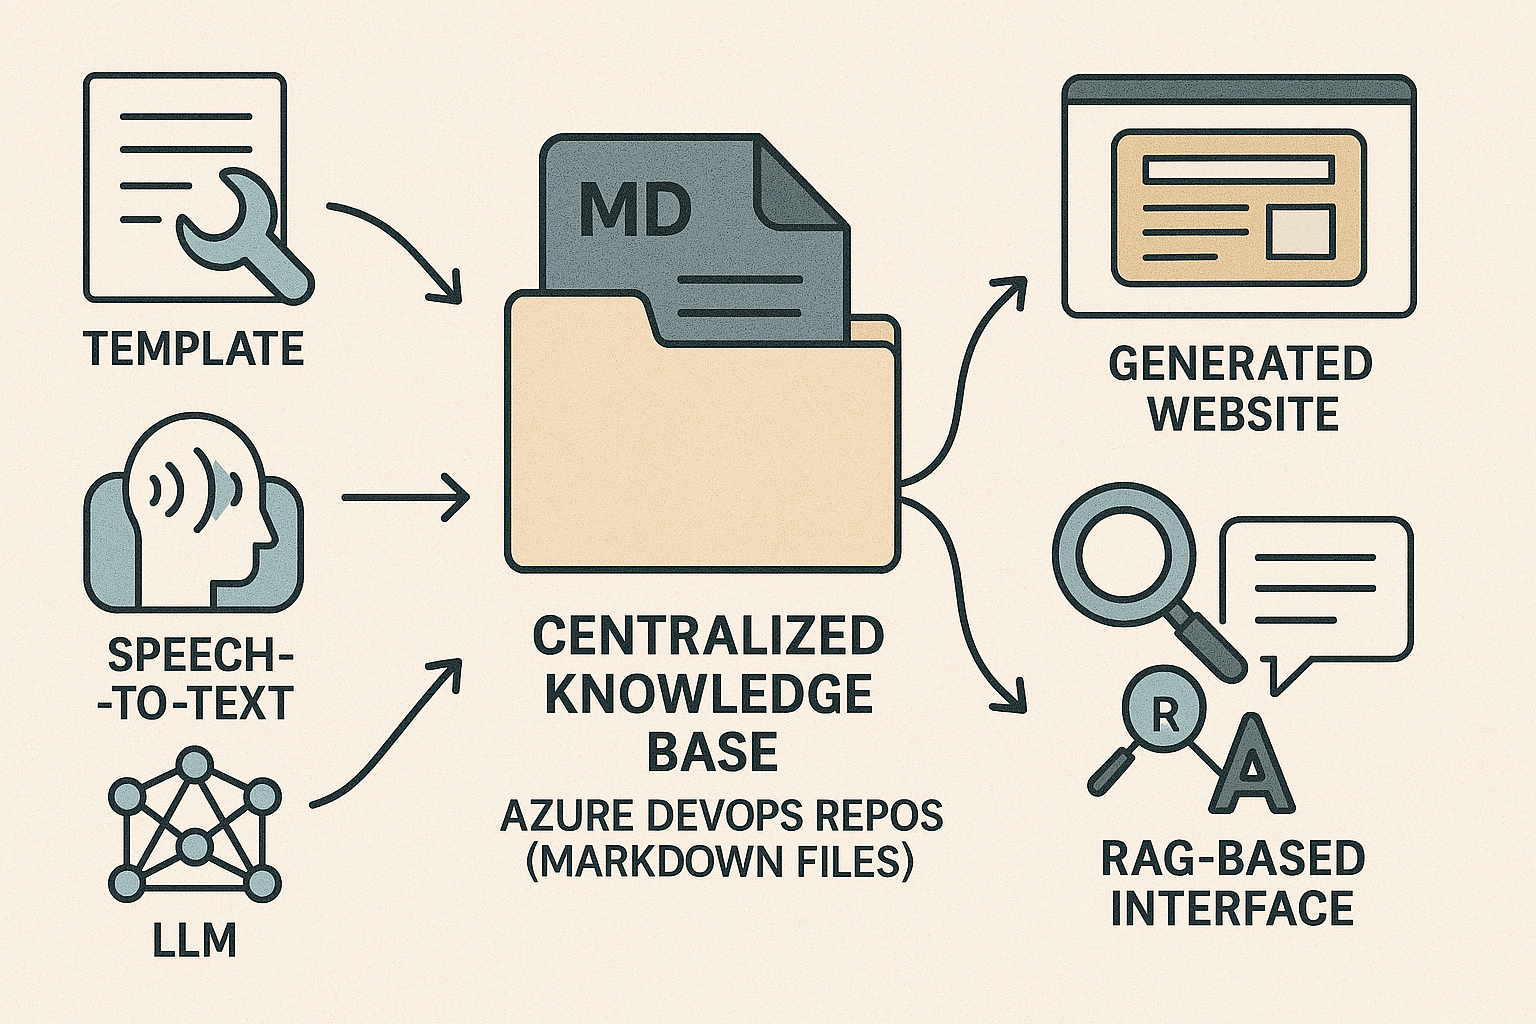 TEMPLATE
SPEECH-
-TO-TEXT
LLM
MD
CENTRALIZED
KNOWLEDGE
BASE
AZURE DEVOPS REPOS
(MARKDOWN FILES)
GENERATED
WEBSITE
R
A
RAG-BASED
INTERFACE